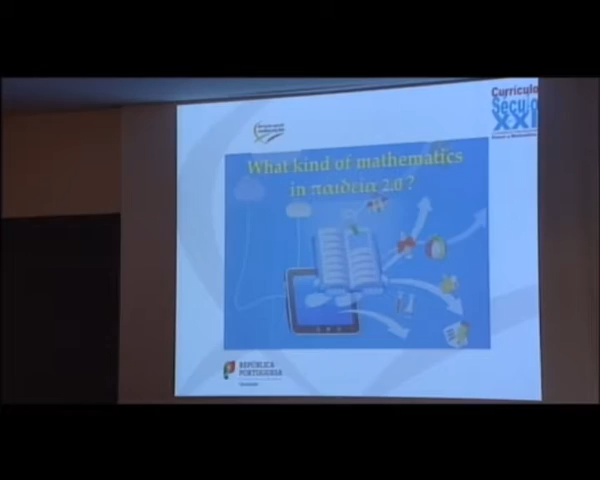 Currículo
Século
XXI
What kind of mathematics
in παιδεία 2.0 ?
REPÚBLICA
PORTUGUESA